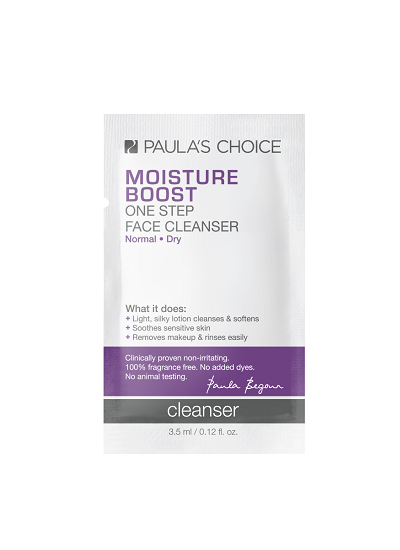 PAULA'S CHOICE
MOISTURE
BOOST
ONE STEP
FACE CLEANSER
Normal • Dry
What it does:
+ Light, silky lotion cleanses & softens
+ Soothes sensitive skin
+ Removes makeup & rinses easily
Clinically proven non-irritating.
100% fragrance free. No added dyes.
No animal testing.
Paula Begoun
cleanser
3.5 ml / 0.12 fl. oz.